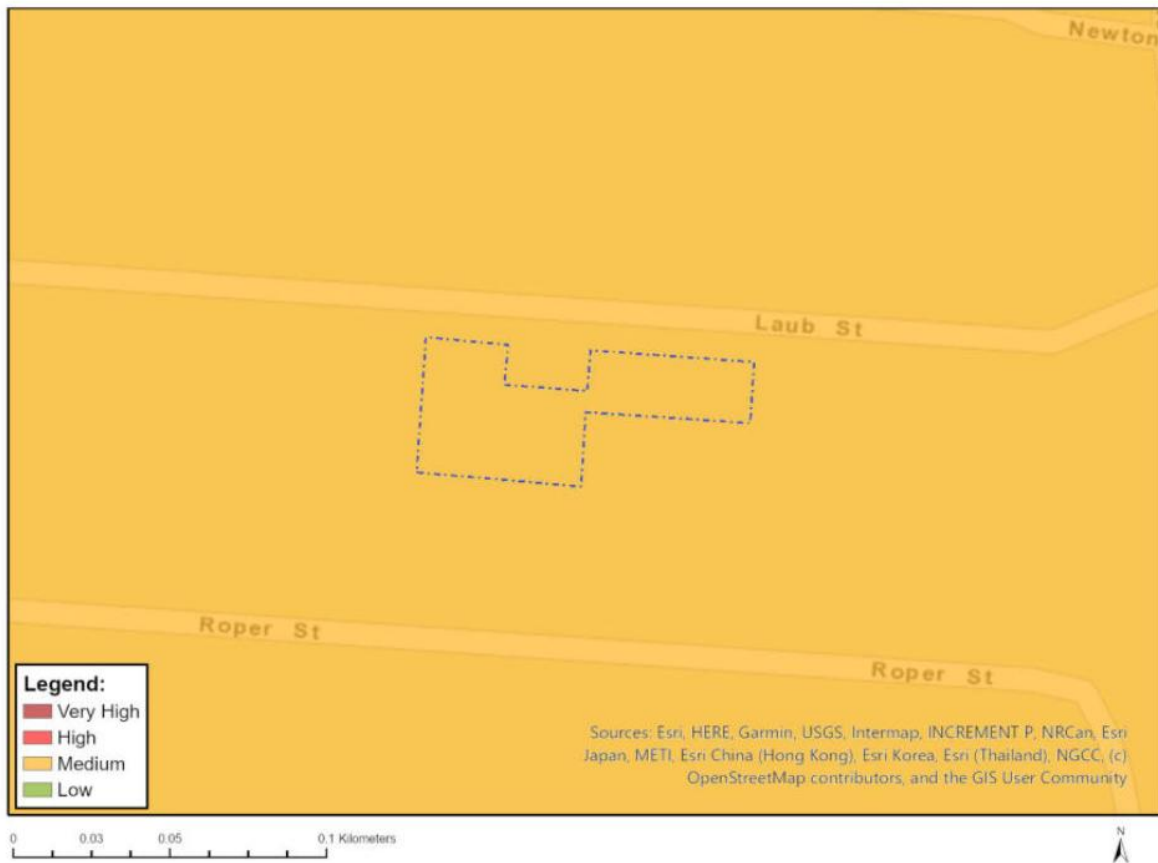 Newton
Laub St
Roper St
Roper St
Legend:
Very High
High
Medium
Low
Sources: Esri, HERE, Garmin, USGS, Intermap, INCREMENT P, NRCan, Esri
Japan, METI, Esri China (Hong Kong), Esri Korea, Esri (Thailand), NGCC, (c)
OpenStreetMap contributors, and the GIS User Community
0 0.03 0.05 0.1 Kilometers
N